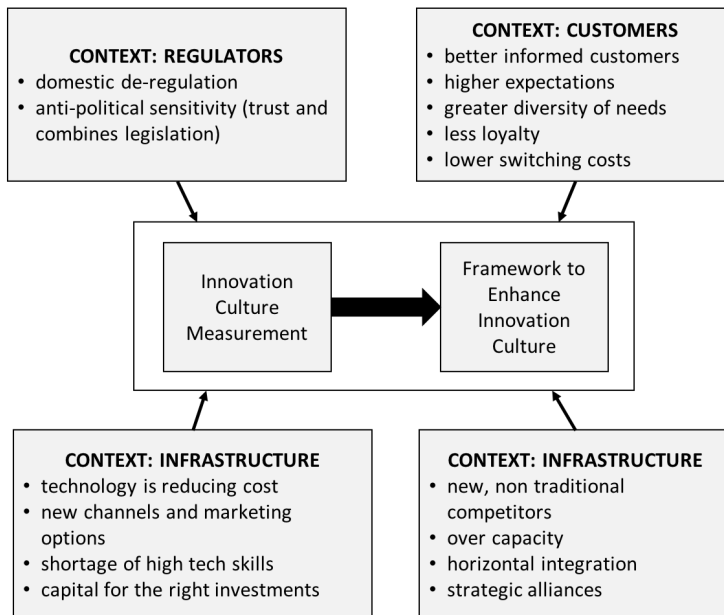 CONTEXT: REGULATORS
• domestic de-regulation
• anti-political sensitivity (trust and
combines legislation)
CONTEXT: CUSTOMERS
• better informed customers
• higher expectations
• greater diversity of needs
• less loyalty
• lower switching costs
Innovation
Culture
Measurement
Framework to
Enhance
Innovation
Culture
CONTEXT: INFRASTRUCTURE
• technology is reducing cost
• new channels and marketing
options
• shortage of high tech skills
• capital for the right investments
CONTEXT: INFRASTRUCTURE
• new, non traditional
competitors
• over capacity
• horizontal integration
• strategic alliances